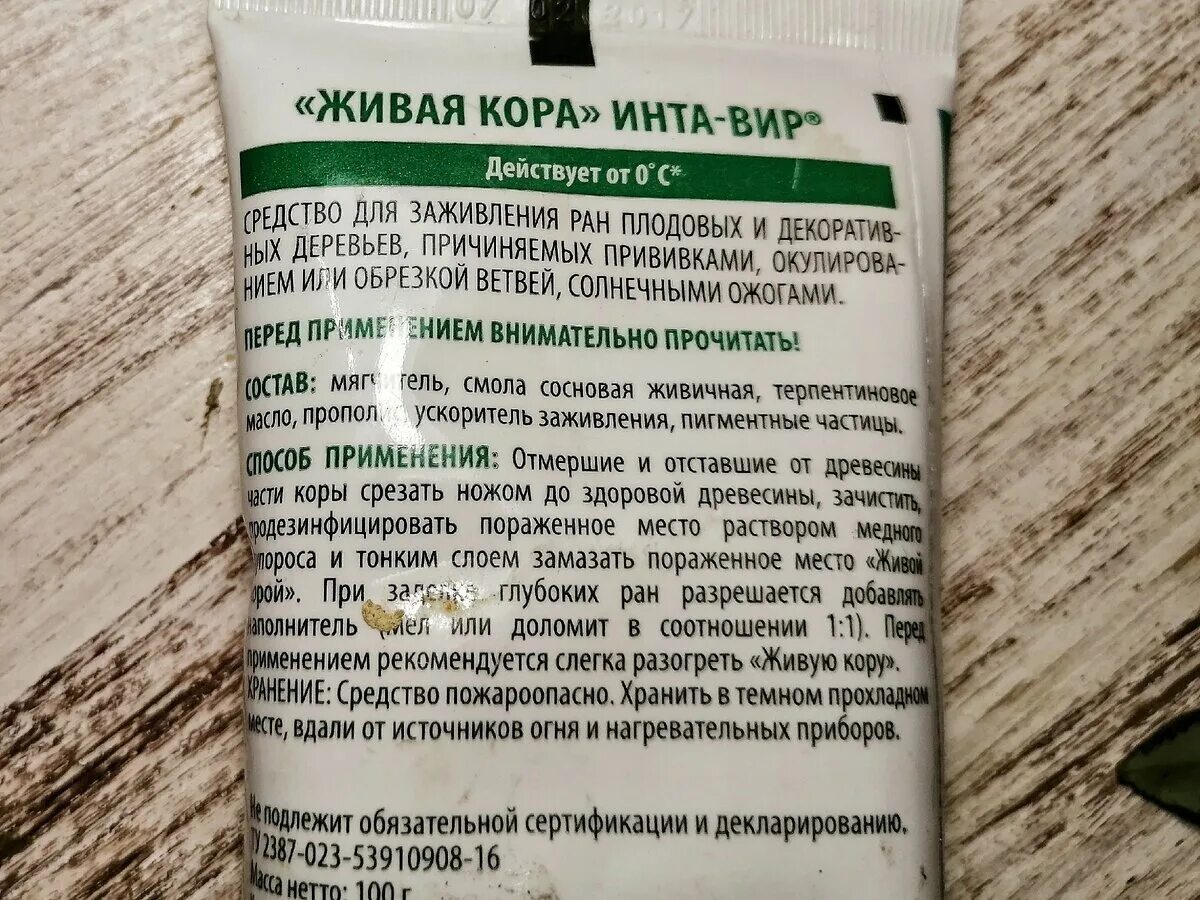 07 02 2017
«ЖИВАЯ КОРА» ИНТА-ВИР®
Действует от 0°С*
СРЕДСТВО ДЛЯ ЗАЖИВЛЕНИЯ РАН ПЛОДОВЫХ И ДЕКОРАТИВ-
НЫХ ДЕРЕВЬЕВ, ПРИЧИНЯЕМЫХ ПРИВИВКАМИ, ОКУЛИРОВА-
НИЕМ ИЛИ ОБРЕЗКОЙ ВЕТВЕЙ, СОЛНЕЧНЫМИ ОЖОГАМИ.
ПЕРЕД ПРИМЕНЕНИЕМ ВНИМАТЕЛЬНО ПРОЧИТАТЬ!
СОСТАВ: мягчитель, смола сосновая живичная, терпентиновое
масло, прополис, ускоритель заживления, пигментные частицы.
СПОСОБ ПРИМЕНЕНИЯ: Отмершие и отставшие от древесины
части коры срезать ножом до здоровой древесины, зачистить,
продезинфицировать пораженное место раствором медного
купороса и тонким слоем замазать пораженное место «Живой
корой». При заделке глубоких ран разрешается добавлять
наполнитель (мел или доломит в соотношении 1:1). Перед
применением рекомендуется слегка разогреть «Живую кору».
ХРАНЕНИЕ: Средство пожароопасно. Хранить в темном прохладном
месте, вдали от источников огня и нагревательных приборов.
Не подлежит обязательной сертификации и декларированию.
ТУ 2387-023-53910908-16
Масса нетто: 100 г